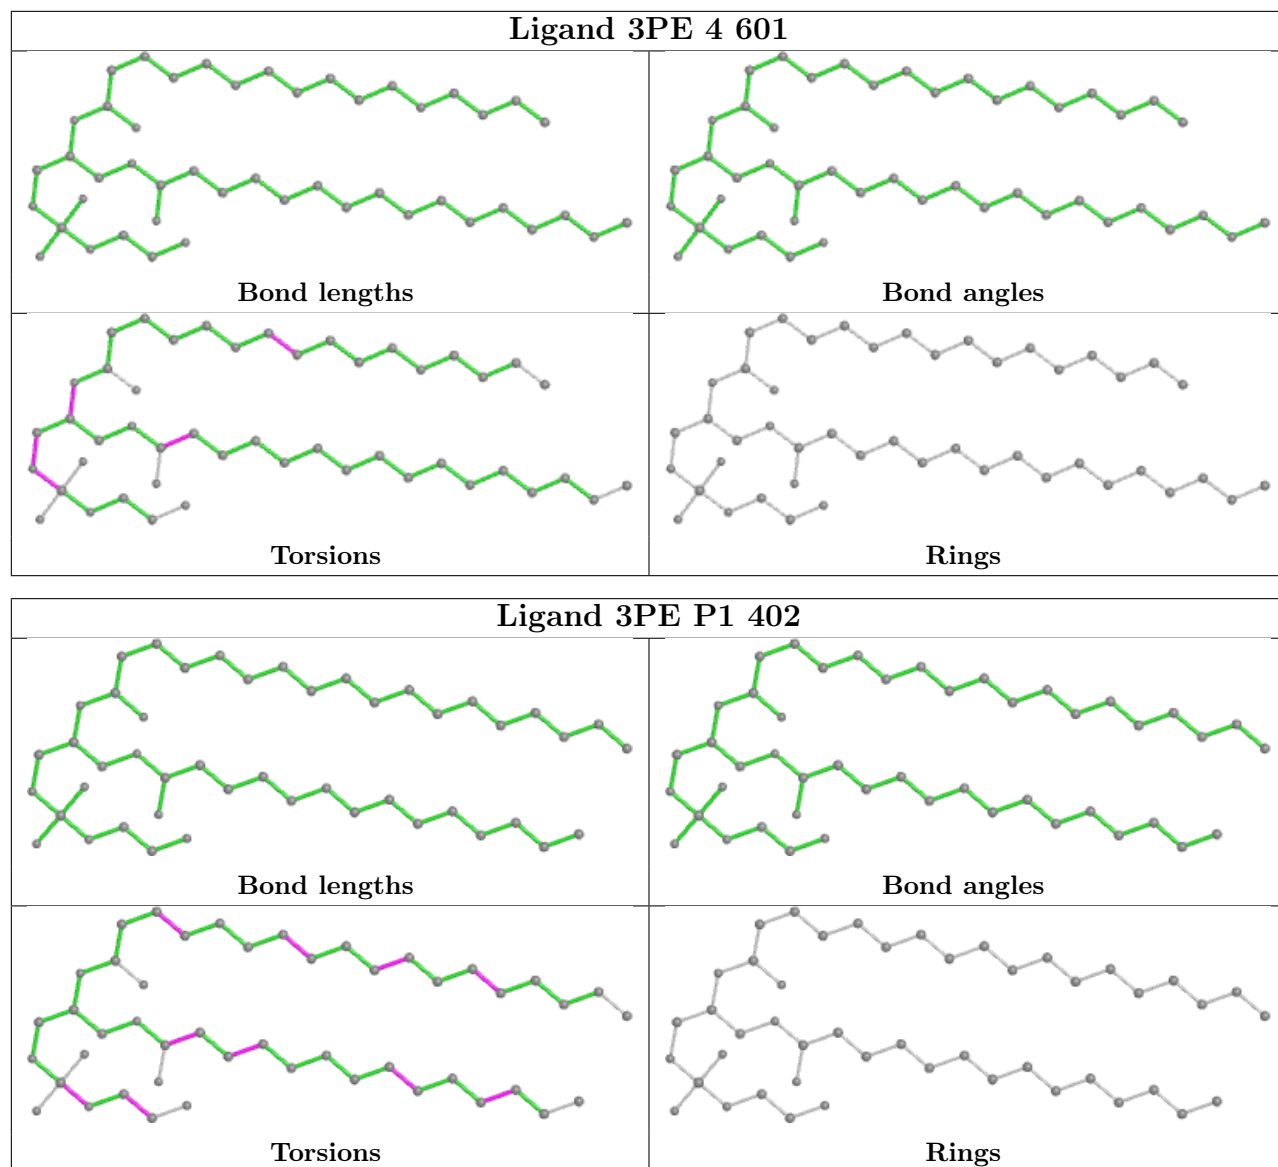 Ligand 3PE 4 601
Bond lengths
Bond angles
Torsions
Rings
Ligand 3PE P1 402
Bond lengths
Bond angles
Torsions
Rings